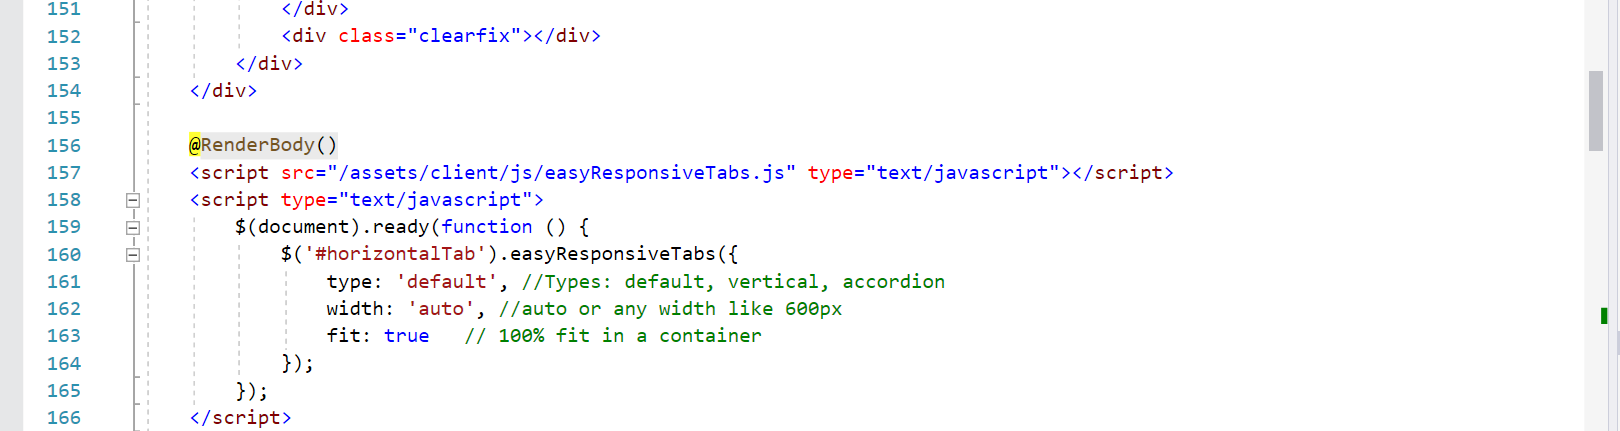 151                 </div>
152                 <div class="clearfix"></div>
153             </div>
154         </div>
155
156         @RenderBody()
157         <script src="/assets/client/js/easyResponsiveTabs.js" type="text/javascript"></script>
158         <script type="text/javascript">
159             $(document).ready(function () {
160                 $('#horizontalTab').easyResponsiveTabs({
161                     type: 'default', //Types: default, vertical, accordion
162                     width: 'auto', //auto or any width like 600px
163                     fit: true   // 100% fit in a container
164                 });
165             });
166         </script>